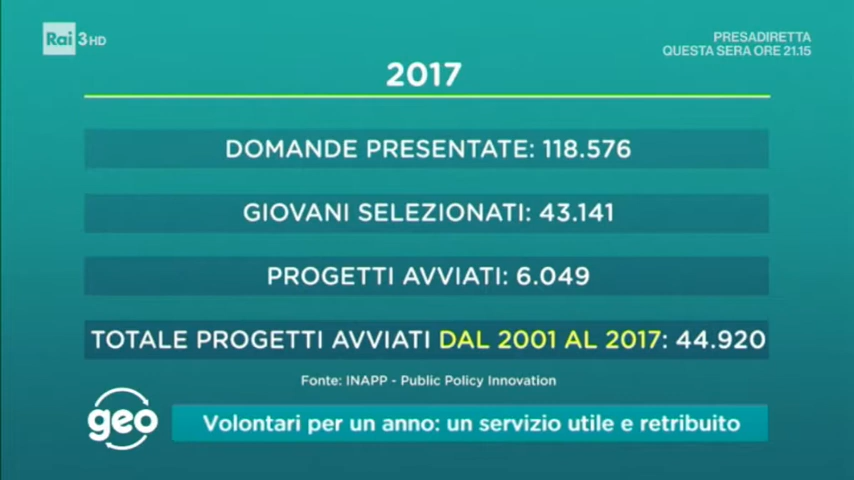 Rai 3HD
PRESADIRETTA
QUESTA SERA ORE 21.15
2017
DOMANDE PRESENTATE: 118.576
GIOVANI SELEZIONATI: 43.141
PROGETTI AVVIATI: 6.049
TOTALE PROGETTI AVVIATI DAL 2001 AL 2017: 44.920
Fonte: INAPP - Public Policy Innovation
geo
Volontari per un anno: un servizio utile e retribuito